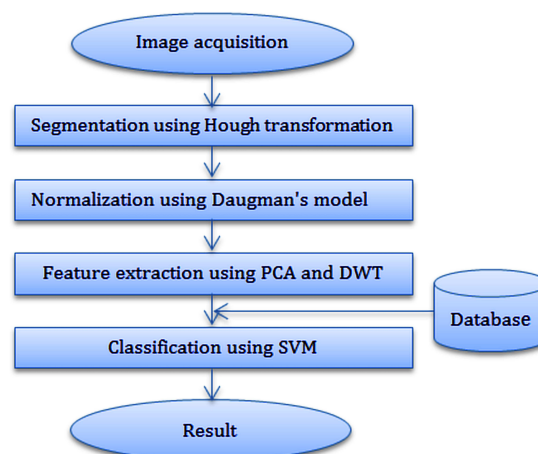 Image acquisition
Segmentation using Hough transformation
Normalization using Daugman's model
Feature extraction using PCA and DWT
Database
Classification using SVM
Result